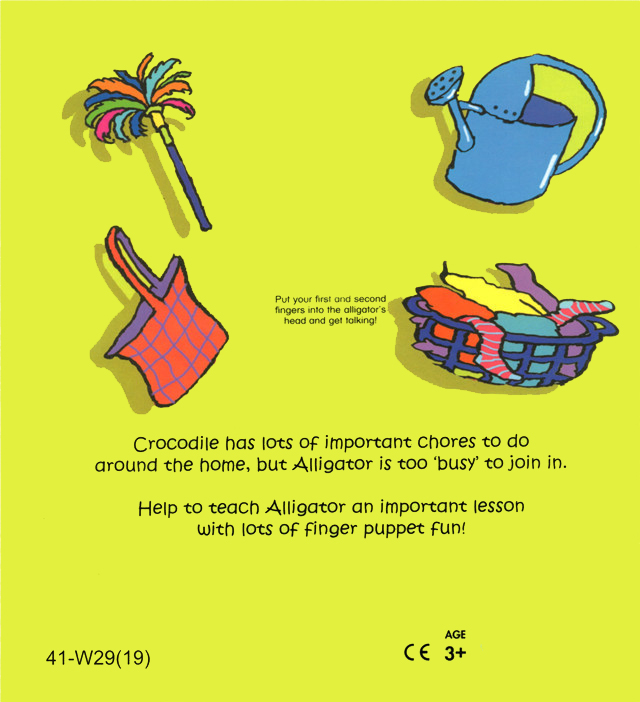 Put your first and second
fingers into the alligator's
head and get talking!
Crocodile has lots of important chores to do
around the home, but Alligator is too 'busy' to join in.
Help to teach Alligator an important lesson
with lots of finger puppet fun!
AGE
41-W29(19) CE 3+